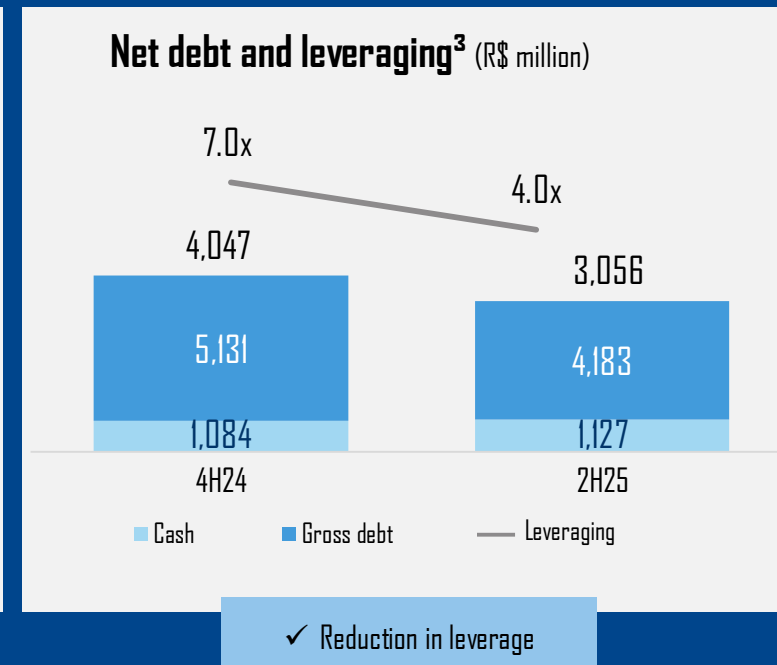 Net debt and leveraging³ (R$ million)
7.0x
4.0x
4,047
3,056
5,131
4,183
1,084
1,127
4H24
2H25
Cash
Gross debt
Leveraging
✓ Reduction in leverage